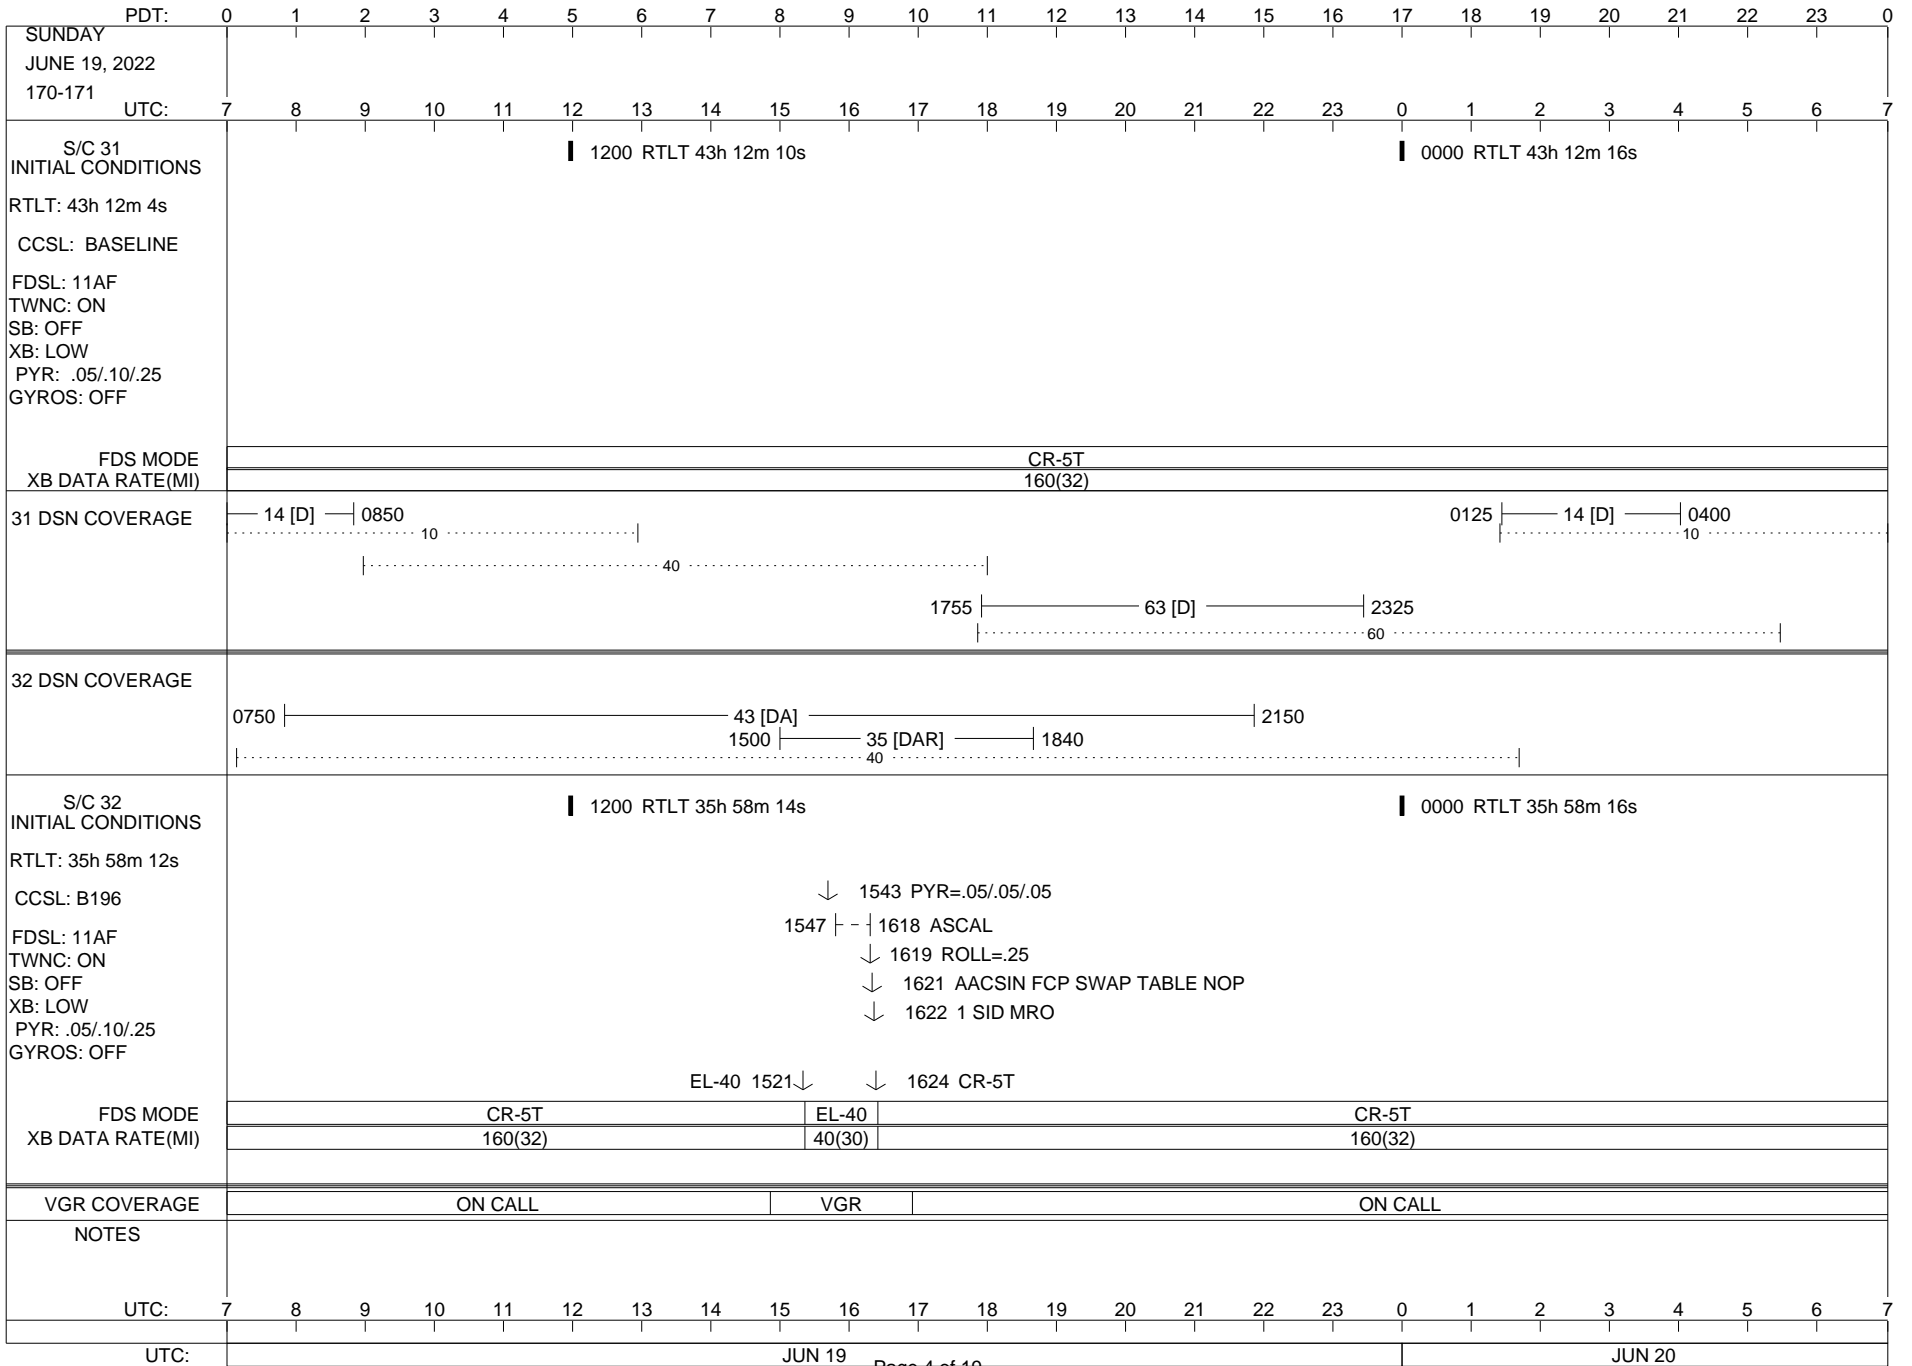 PDT: 0 1 2 3 4 5 6 7 8 9 10 11 12 13 14 15 16 17 18 19 20 21 22 23 0
SUNDAY
JUNE 19, 2022
170-171
UTC: 7 8 9 10 11 12 13 14 15 16 17 18 19 20 21 22 23 0 1 2 3 4 5 6 7
S/C 31
INITIAL CONDITIONS
1200 RTLT 43h 12m 10s
0000 RTLT 43h 12m 16s
RTLT: 43h 12m 4s
CCSL: BASELINE
FDSL: 11AF
TWNC: ON
SB: OFF
XB: LOW
PYR: .05/.10/.25
GYROS: OFF
FDS MODE CR-5T
XB DATA RATE(MI) 160(32)
31 DSN COVERAGE 14 [D] 0850 0125 14 [D] 0400
10 10
40
1755 63 [D] 2325
60
32 DSN COVERAGE
0750 43 [DA] 2150
1500 35 [DAR] 1840
40
S/C 32
INITIAL CONDITIONS
1200 RTLT 35h 58m 14s
0000 RTLT 35h 58m 16s
RTLT: 35h 58m 12s
CCSL: B196
FDSL: 11AF
TWNC: ON
SB: OFF
XB: LOW
PYR: .05/.10/.25
GYROS: OFF
1543 PYR=.05/.05/.05
1547 1618 ASCAL
1619 ROLL=.25
1621 AACSIN FCP SWAP TABLE NOP
1622 1 SID MRO
EL-40 1521 1624 CR-5T
FDS MODE CR-5T EL-40 CR-5T
XB DATA RATE(MI) 160(32) 40(30) 160(32)
VGR COVERAGE ON CALL VGR ON CALL
NOTES
UTC: 7 8 9 10 11 12 13 14 15 16 17 18 19 20 21 22 23 0 1 2 3 4 5 6 7
UTC: JUN 19 JUN 20
Page 4 of 19